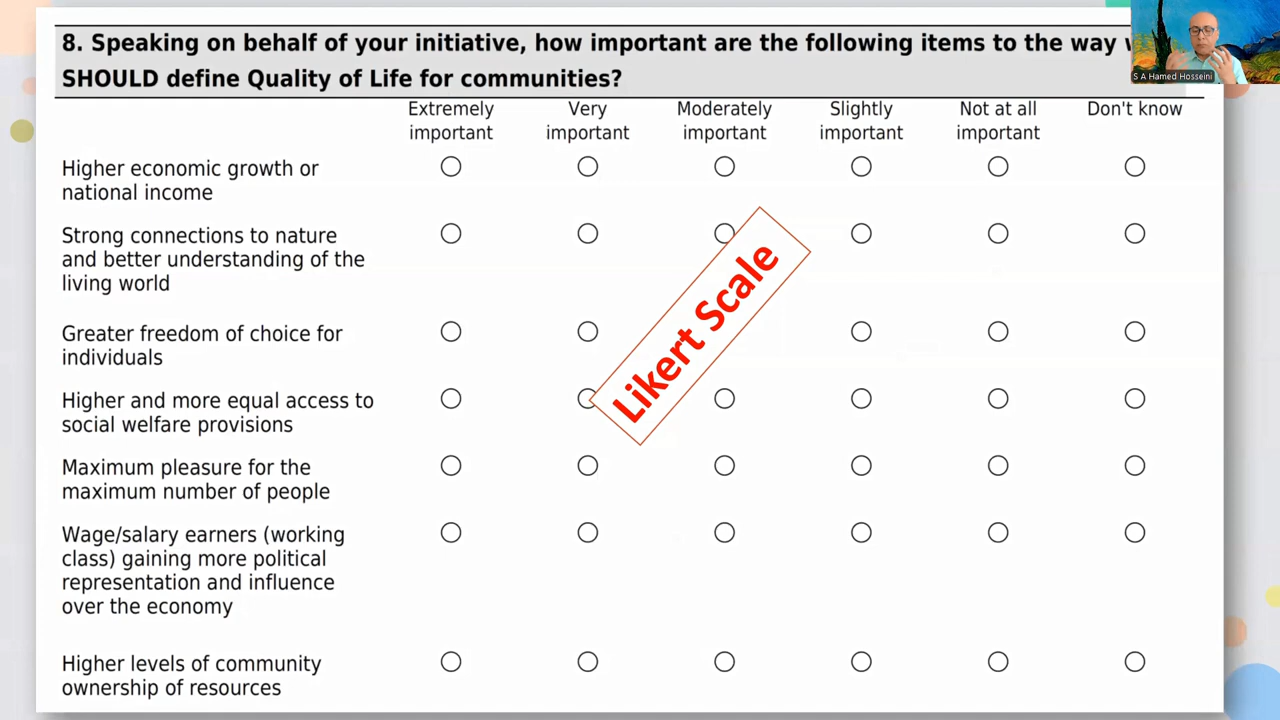 8. Speaking on behalf of your initiative, how important are the following items to the way
SHOULD define Quality of Life for communities?
S A Hamed Hosseini
Extremely important
Very important
Moderately important
Slightly important
Not at all important
Don't know
Higher economic growth or
national income
Strong connections to nature
and better understanding of the
living world
Greater freedom of choice for
individuals
Likert Scale
Higher and more equal access to
social welfare provisions
Maximum pleasure for the
maximum number of people
Wage/salary earners (working
class) gaining more political
representation and influence
over the economy
Higher levels of community
ownership of resources